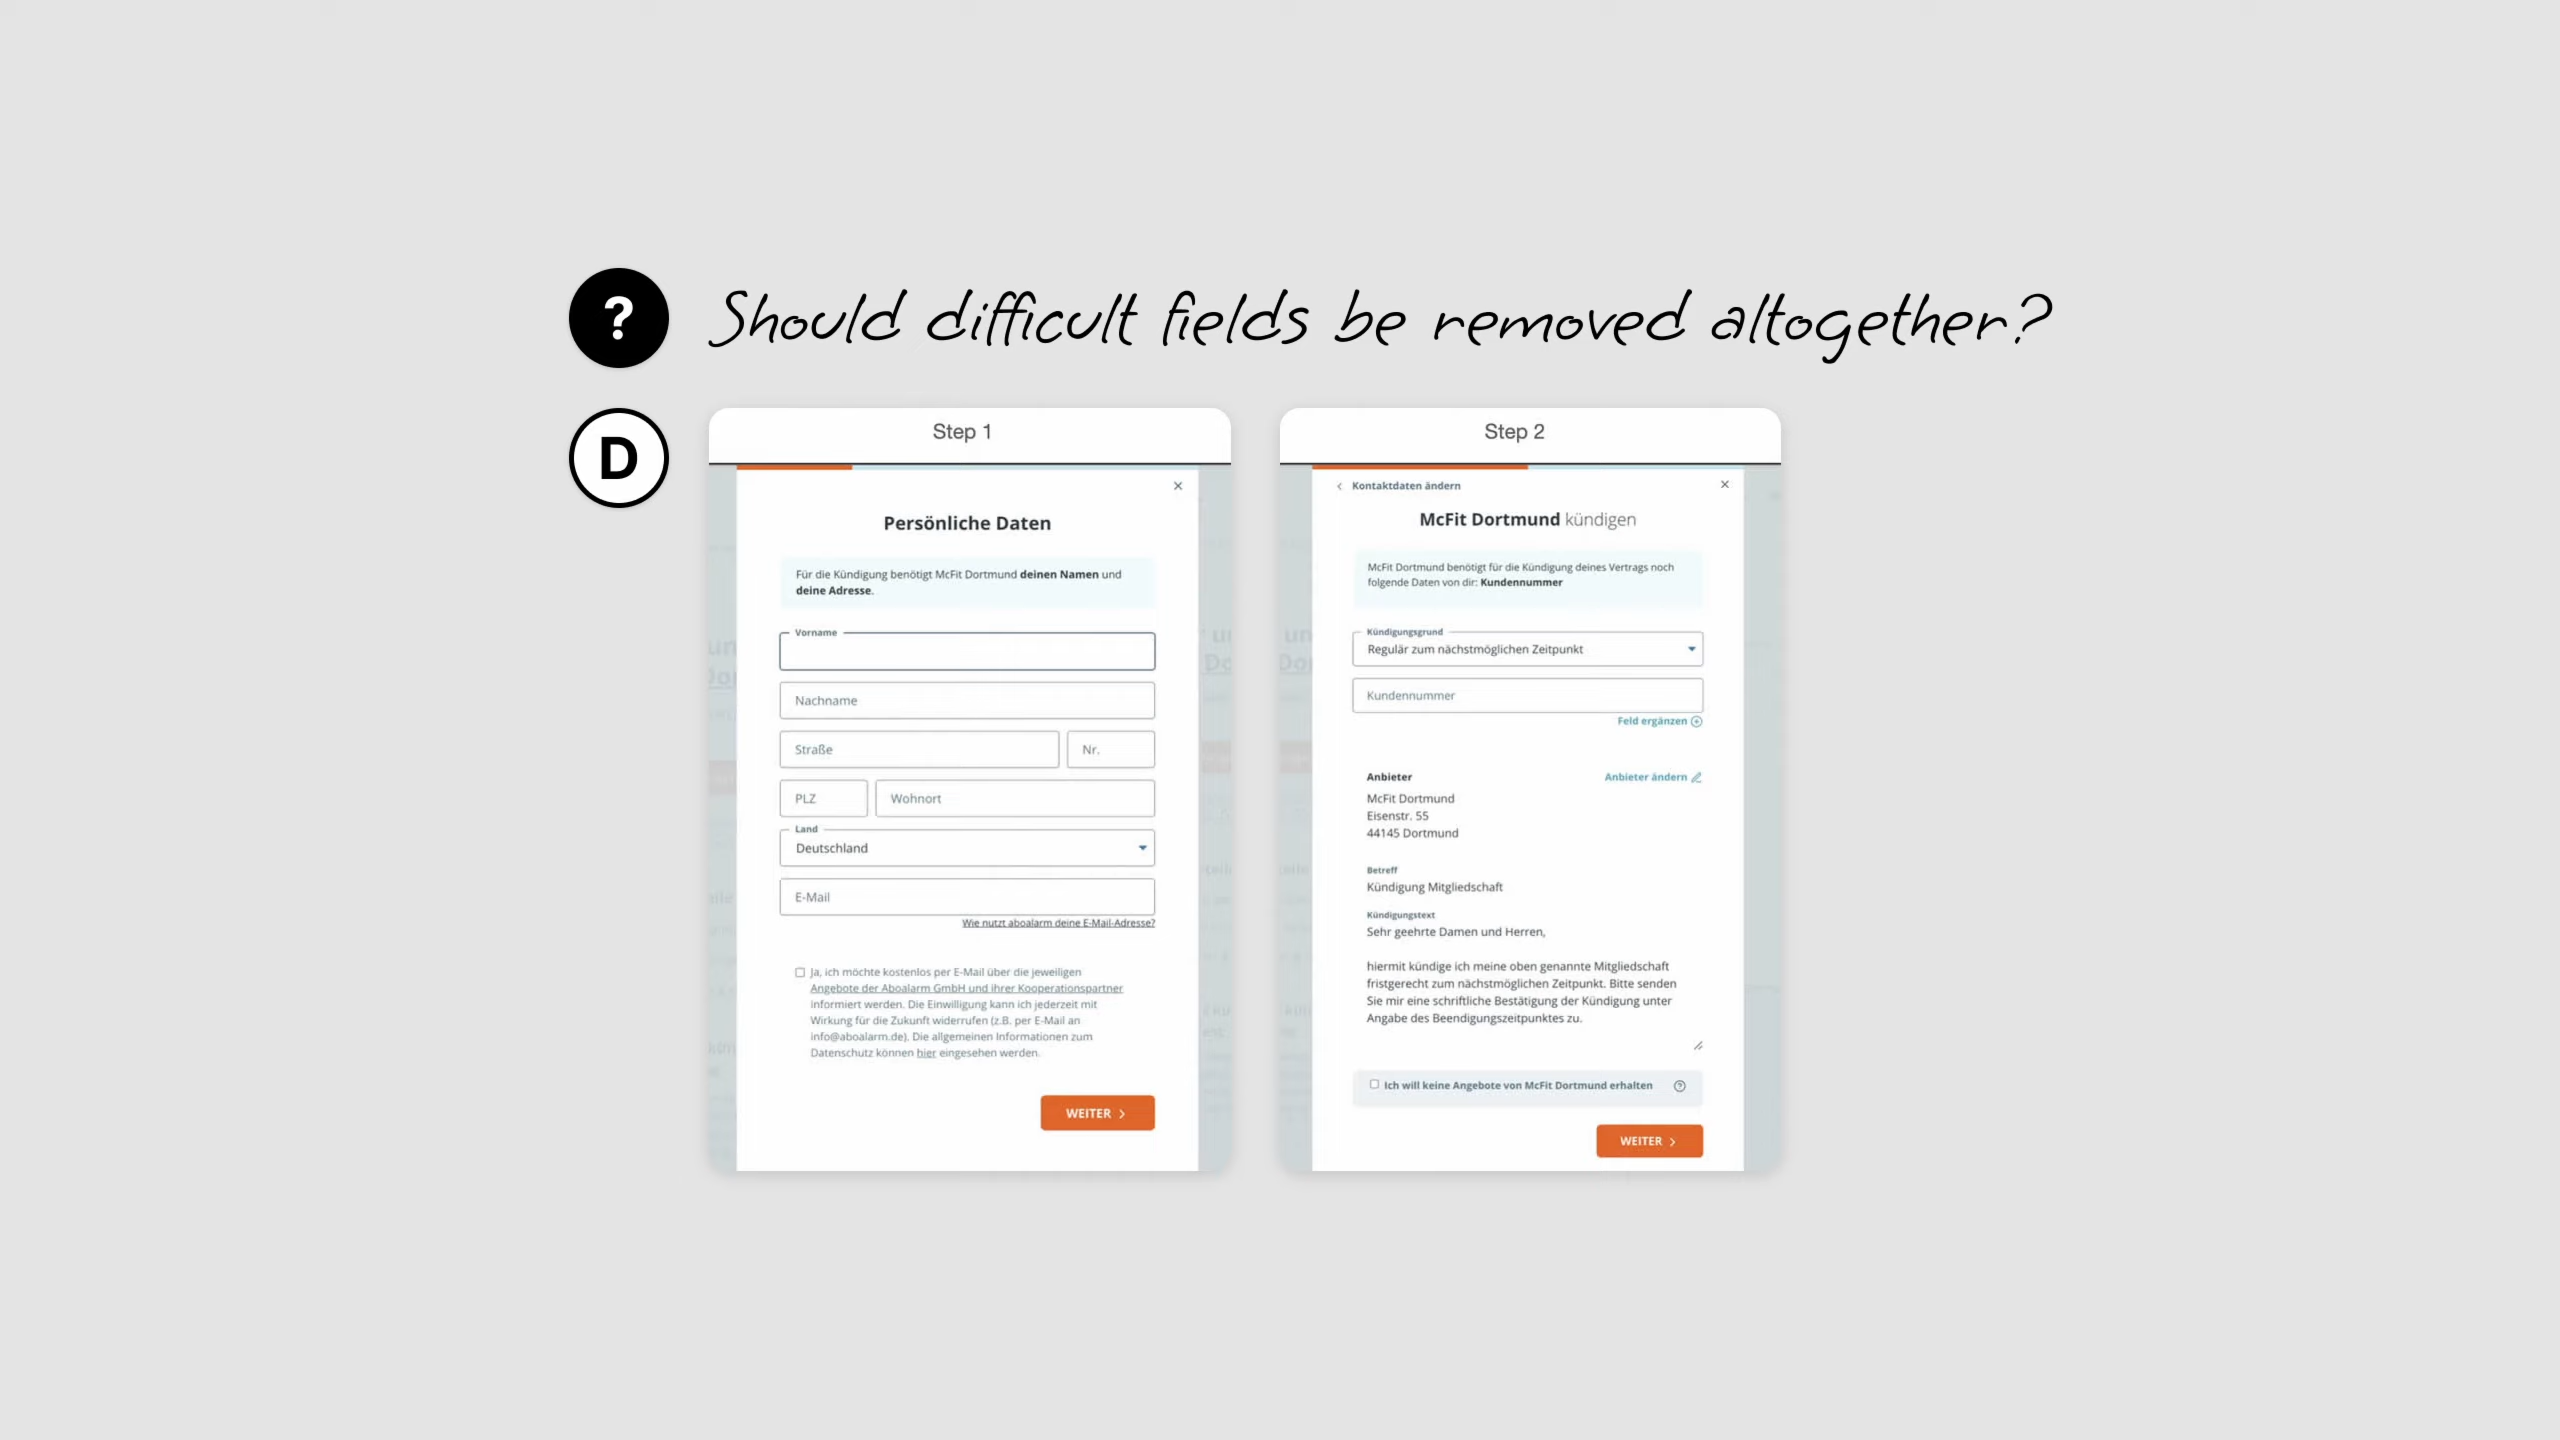 ?
Should difficult fields be removed altogether?
D
Step 1
Persönliche Daten
Für die Kündigung benötigt McFit Dortmund deinen Namen und
deine Adresse.
Vorname
Nachname
Straße
Nr.
PLZ
Wohnort
Land
Deutschland
E-Mail
Wie nutzt aboalarm deine E-Mail-Adresse?
Ja, ich möchte kostenlos per E-Mail über die jeweiligen
Angebote der Aboalarm GmbH und ihrer Kooperationspartner
informiert werden. Die Einwilligung kann ich jederzeit mit
Wirkung für die Zukunft widerrufen (z.B. per E-Mail an
info@aboalarm.de). Die allgemeinen Informationen zum
Datenschutz können hier eingesehen werden.
WEITER
Step 2
Kontaktdaten ändern
McFit Dortmund kündigen
McFit Dortmund benötigt für die Kündigung deines Vertrags noch
folgende Daten von dir: Kundennummer
Kündigungsgrund
Regulär zum nächstmöglichen Zeitpunkt
Kundennummer
Feld ergänzen
Anbieter
Anbieter ändern
McFit Dortmund
Eisenstr. 55
44145 Dortmund
Betreff
Kündigung Mitgliedschaft
Kündigungstext
Sehr geehrte Damen und Herren,
hiermit kündige ich meine oben genannte Mitgliedschaft
fristgerecht zum nächstmöglichen Zeitpunkt. Bitte senden
Sie mir eine schriftliche Bestätigung der Kündigung unter
Angabe des Beendigungszeitpunktes zu.
Ich will keine Angebote von McFit Dortmund erhalten
WEITER